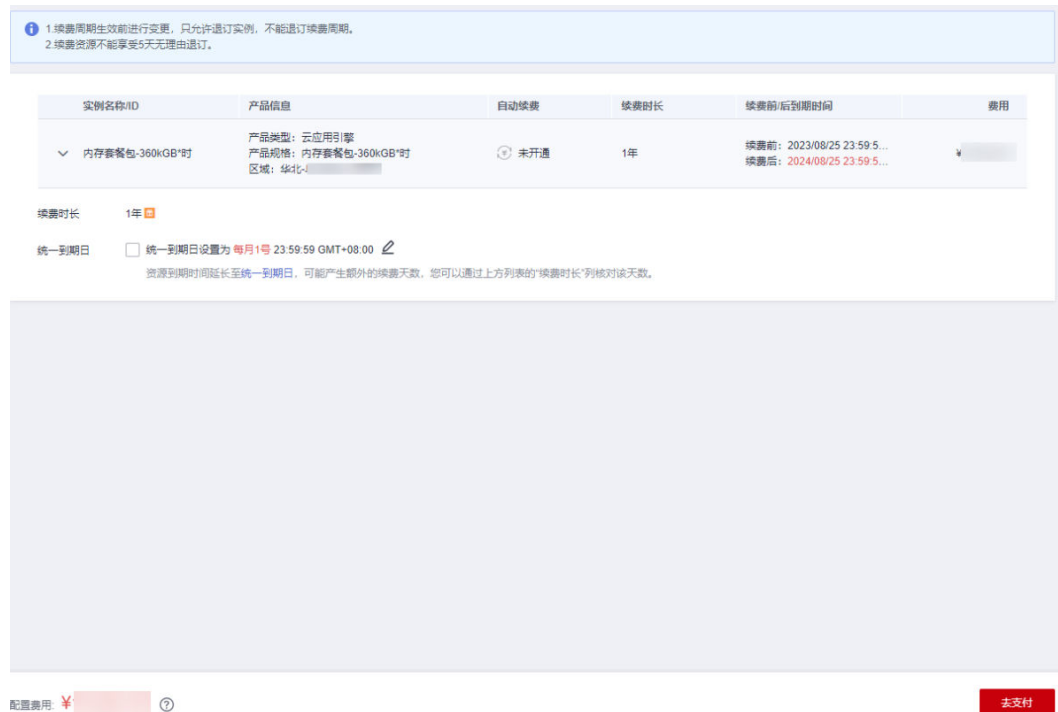 1.续费周期生效前进行变更，只允许退订实例，不能退订续费周期。
2.续费资源不能享受5天无理由退订。
实例名称/ID 产品信息 自动续费 续费时长 续费前/后到期时间 费用
产品类型：云应用引擎
内存套餐包-360kGB*时 产品规格：内存套餐包-360kGB*时 未开通 1年 续费前：2023/08/25 23:59:5...
区域：华北- 续费后：2024/08/25 23:59:5... ¥
续费时长 1年
统一到期日 统一到期日设置为 每月1号 23:59:59 GMT+08:00
资源到期时间延长至统一到期日，可能产生额外的续费天数，您可以通过上方列表的“续费时长”列核对该天数。
配置费用: ¥ ?
去支付